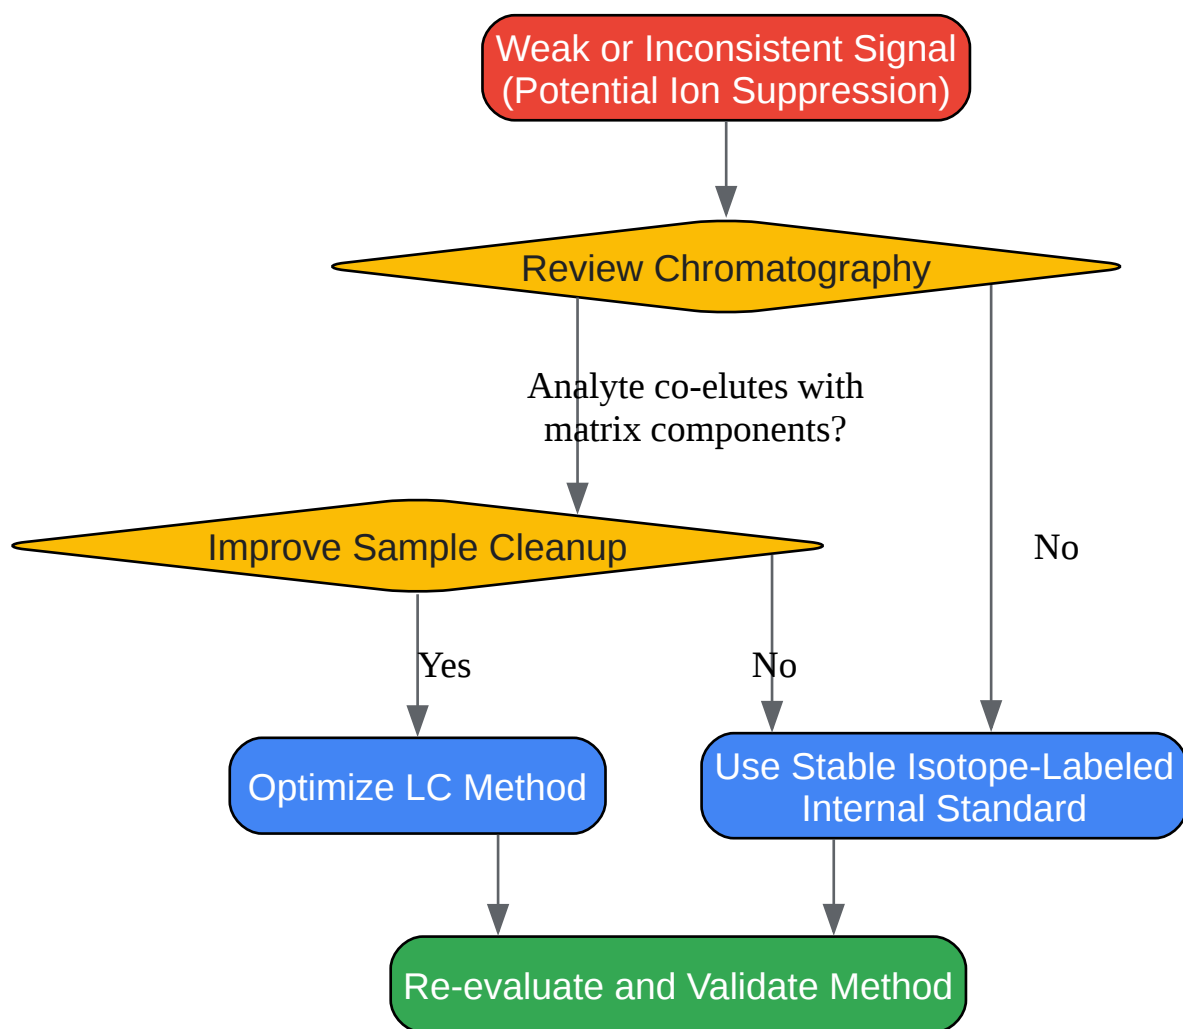 Weak or Inconsistent Signal
(Potential Ion Suppression)
Review Chromatography
Analyte co-elutes with
matrix components?
Improve Sample Cleanup
No
Yes
No
Optimize LC Method
Use Stable Isotope-Labeled
Internal Standard
Re-evaluate and Validate Method